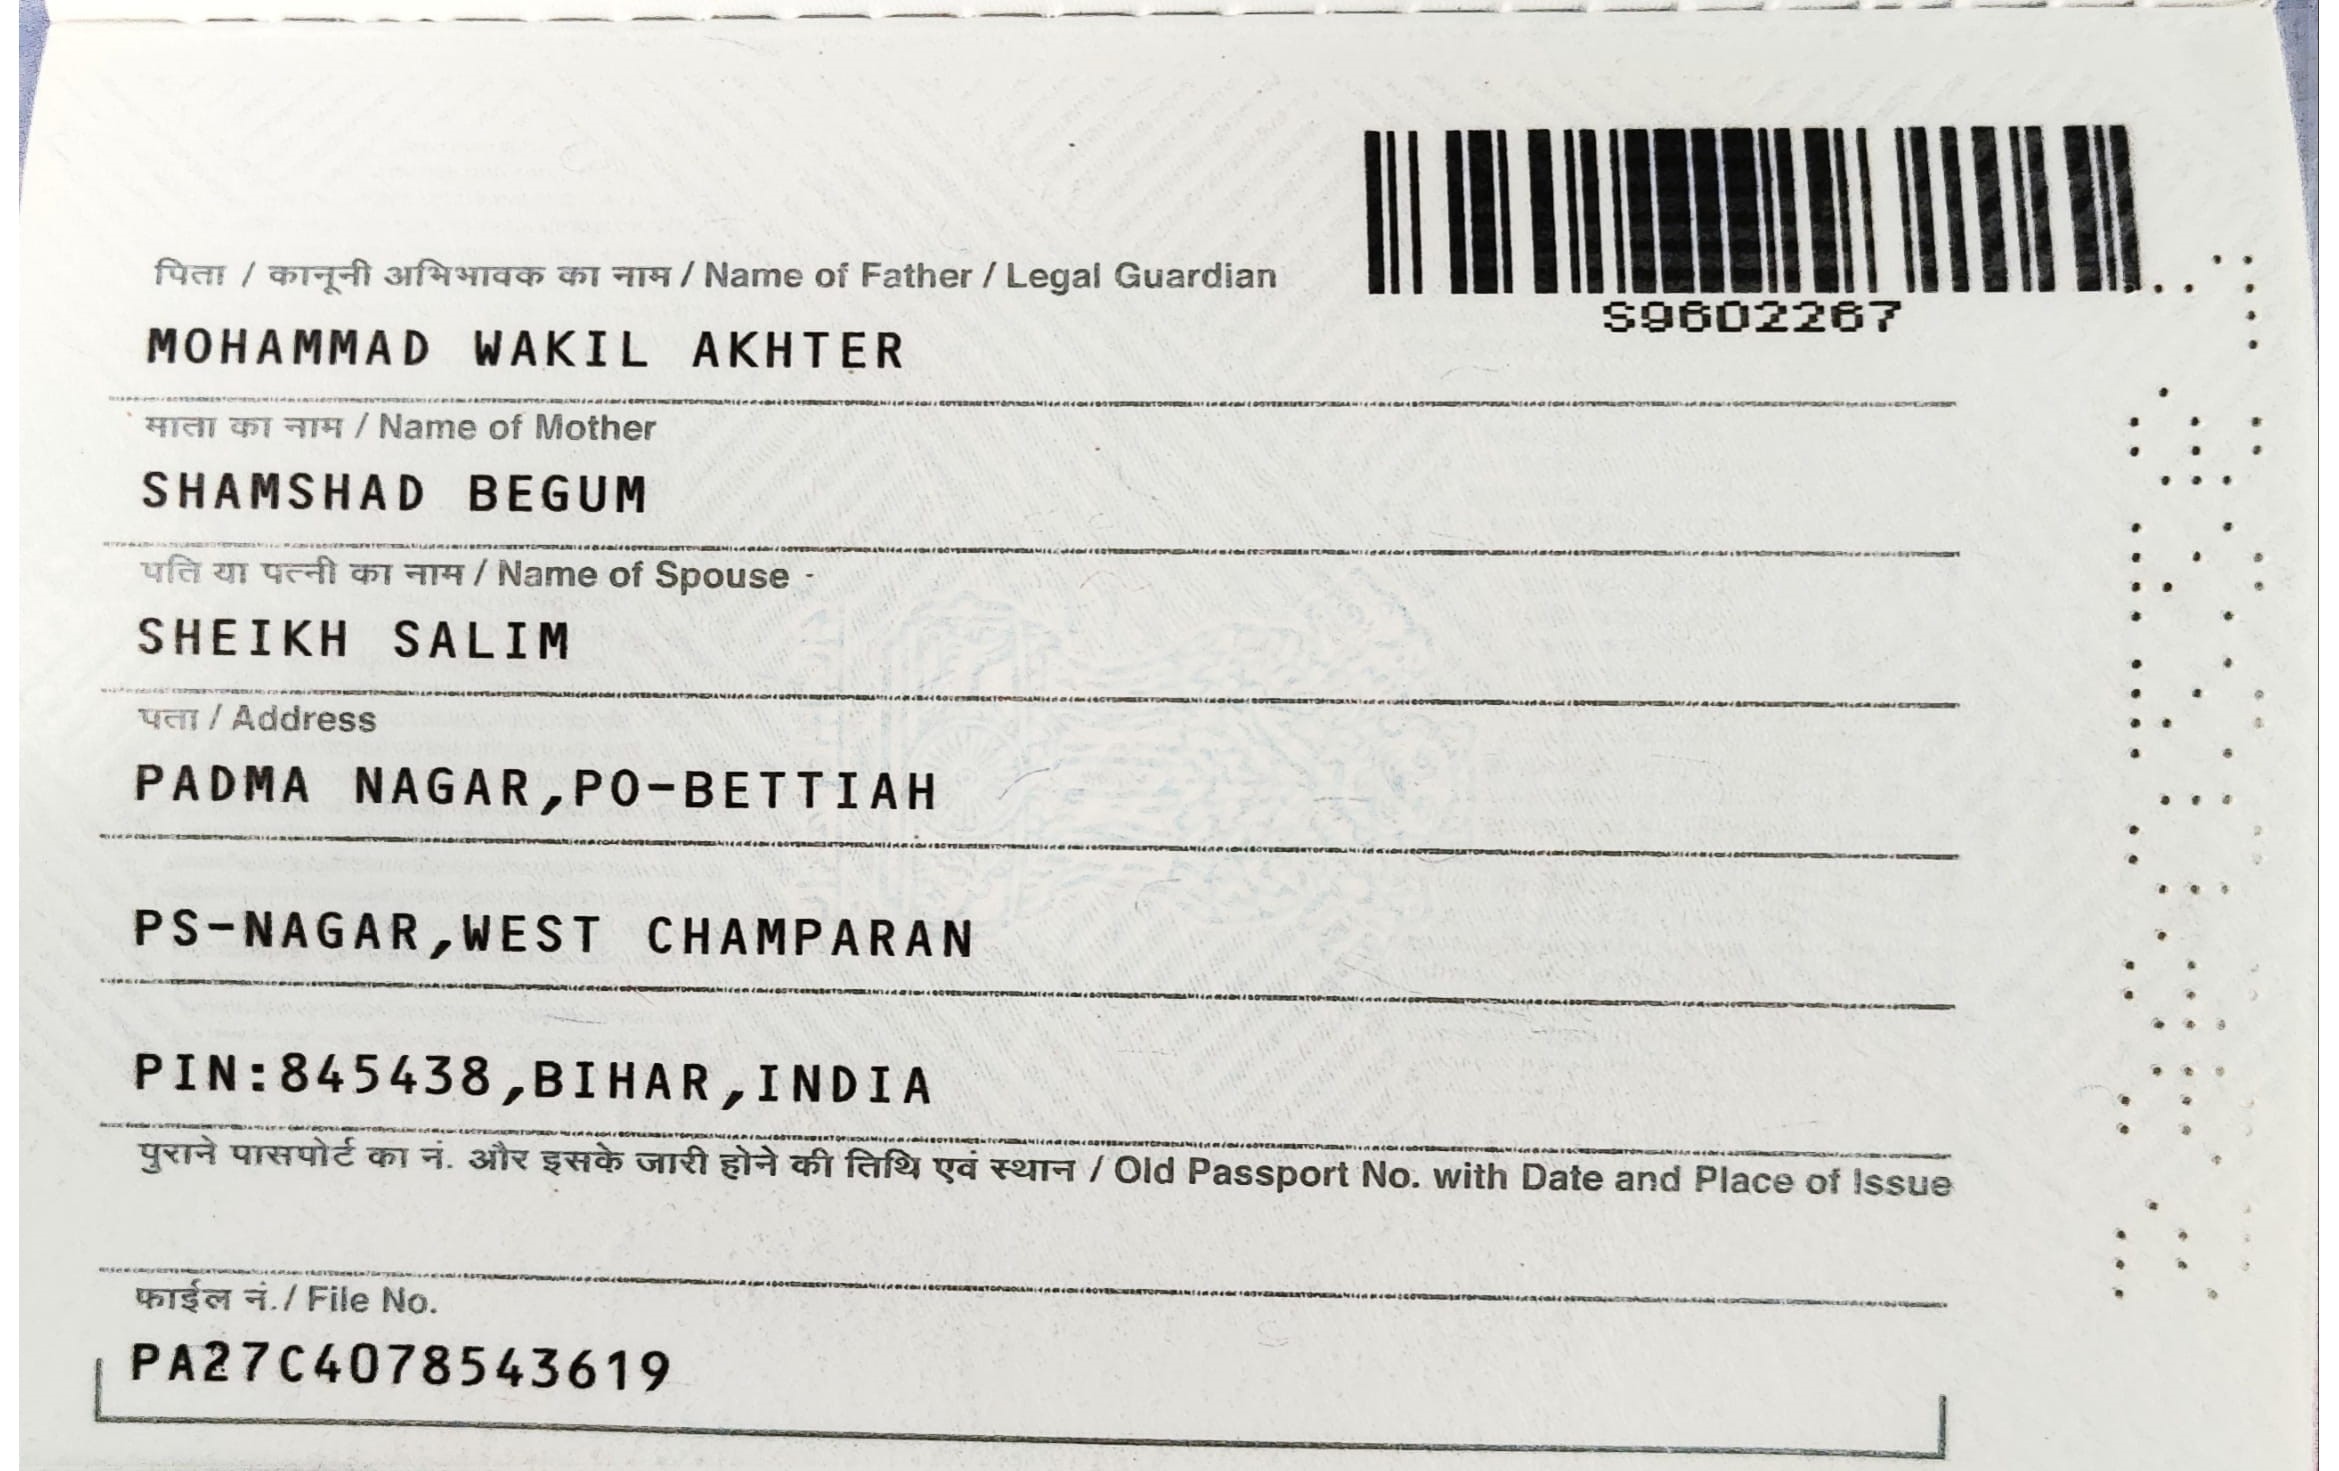 S9602267
पिता / कानूनी अभिभावक का नाम / Name of Father / Legal Guardian
MOHAMMAD WAKIL AKHTER
माता का नाम / Name of Mother
SHAMSHAD BEGUM
पति या पत्नी का नाम / Name of Spouse
SHEIKH SALIM
पता / Address
PADMA NAGAR,PO-BETTIAH
PS-NAGAR,WEST CHAMPARAN
PIN:845438,BIHAR,INDIA
पुराने पासपोर्ट का नं. और इसके जारी होने की तिथि एवं स्थान / Old Passport No. with Date and Place of Issue
फाईल नं./ File No.
PA27C4078543619